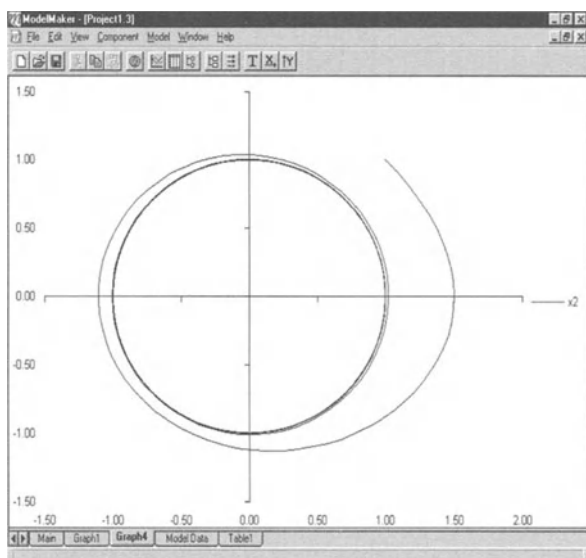 ModelMaker - [Project1.3]
File Edit View Component Model Window Help
T X, ↑Y
1.50
1.00
0.50
0.00
x2
-0.50
-1.00
-1.50
-1.50 -1.00 -0.50 0.00 0.50 1.00 1.50 2.00
Main Graph1 Graph4 Model Data Table1